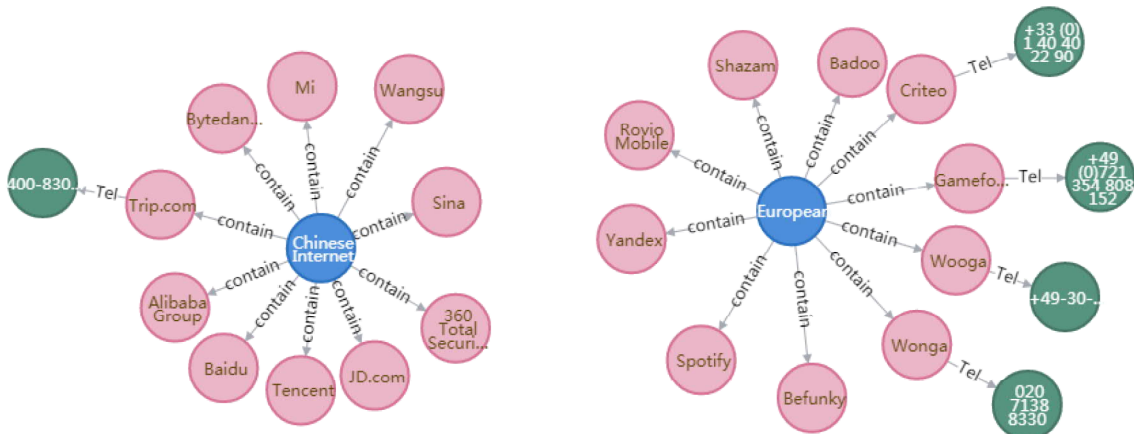 Mi
Wangsu
Bytedan...
contain
contain
contain
400-830..
Tel
Trip.com
contain
contain
Sina
Chinese
Internet
contain
Alibaba
Group
contain
contain
contain
contain
360
Total
Securi...
Baidu
Tencent
JD.com
Shazam
Badoo
Criteo
Tel
+33 (0)
1 40 40
22 90
Rovio
Mobile
contain
contain
contain
contain
European
contain
Gamefo...
Tel
+49
(0)721
354 808
152
Yandex
contain
contain
Wooga
Tel
+49-30-..
contain
contain
contain
Spotify
Befunky
Wonga
Tel
020
7138
8330